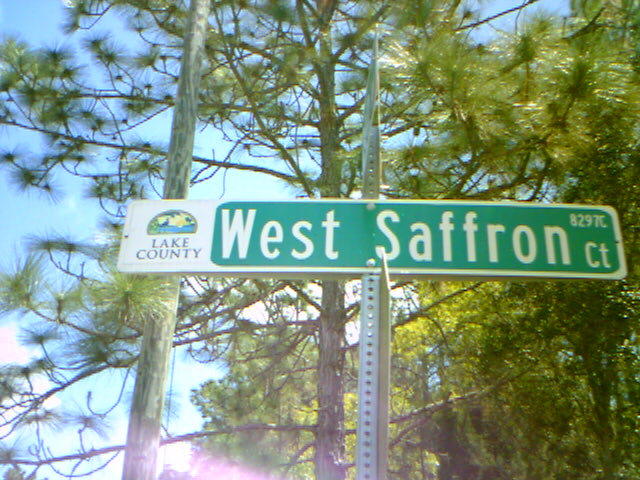 LAKE
COUNTY
West Saffron Ct
8297C